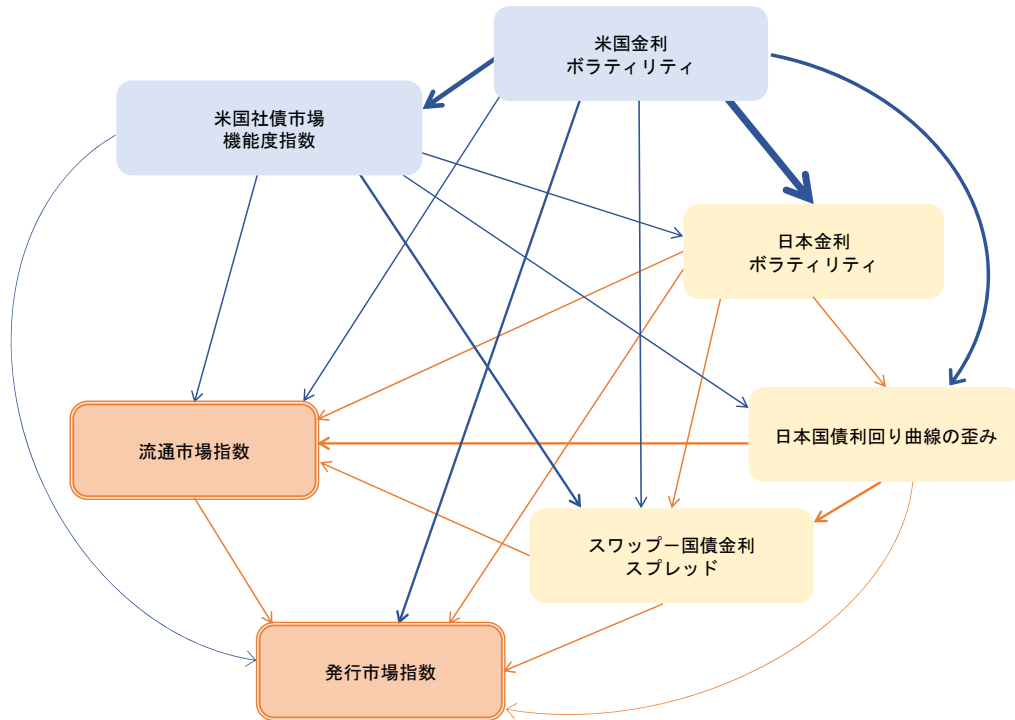 米国金利
ボラティリティ
米国社債市場
機能度指数
日本金利
ボラティリティ
流通市場指数
日本国債利回り曲線の歪み
スワップー国債金利
スプレッド
発行市場指数